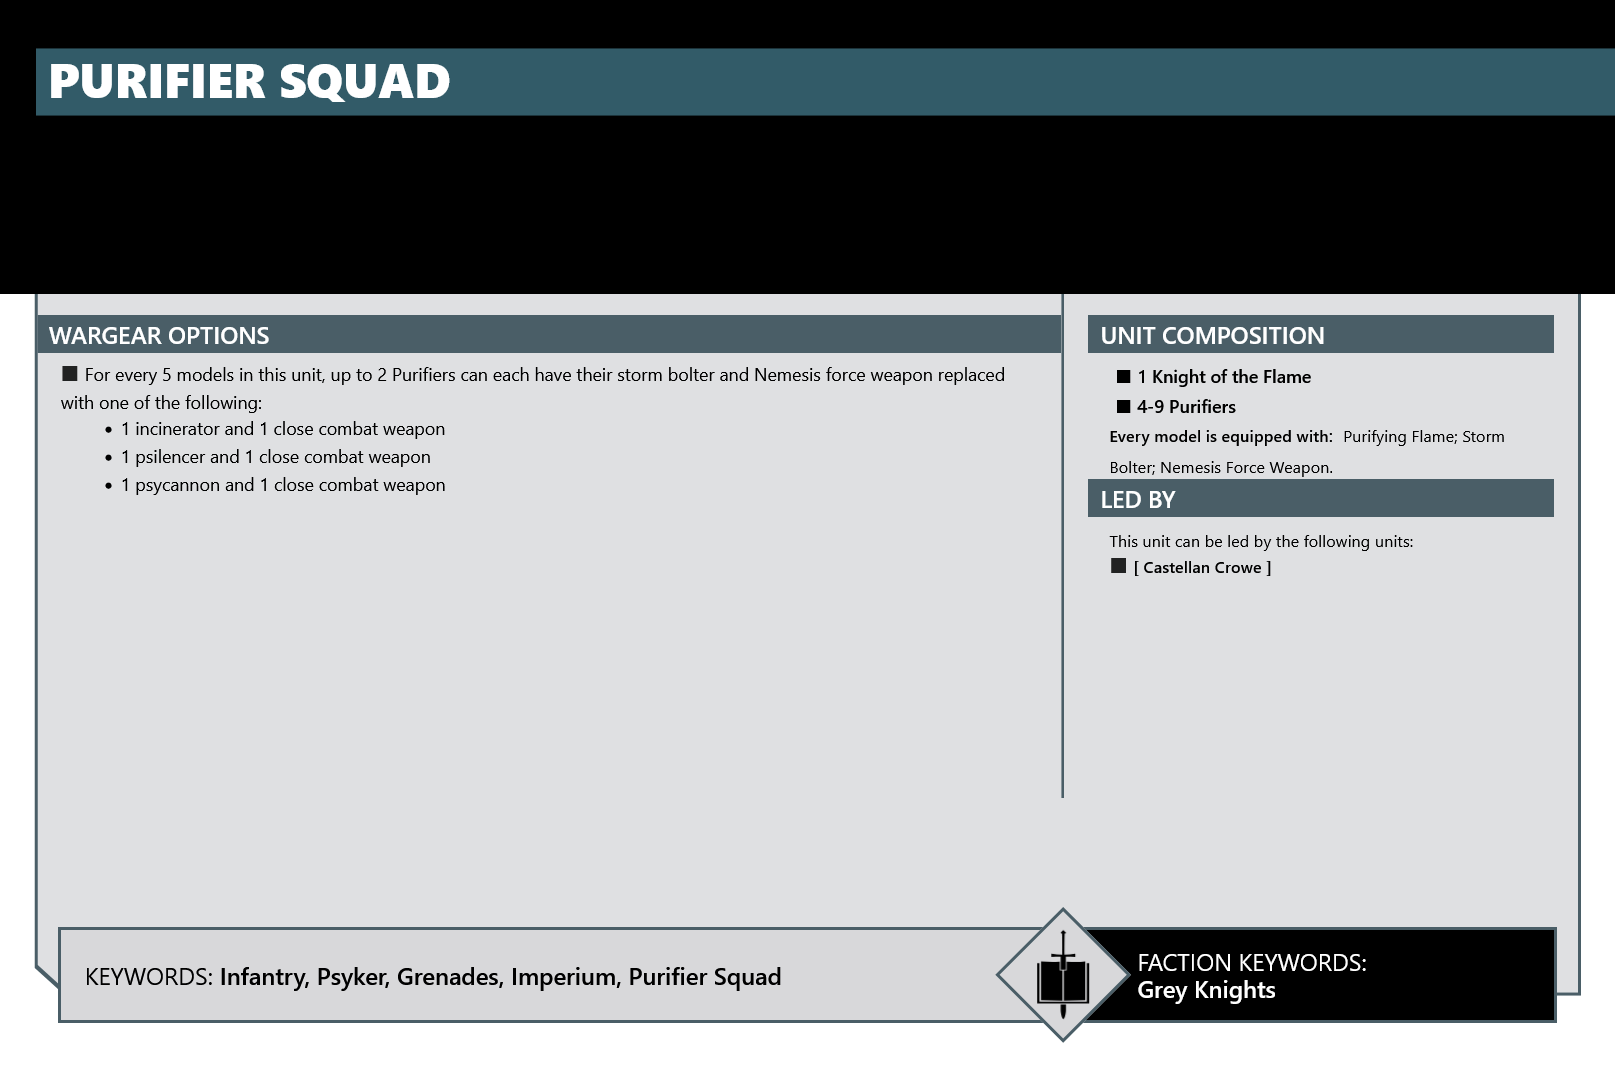 PURIFIER SQUAD
WARGEAR OPTIONS
■ For every 5 models in this unit, up to 2 Purifiers can each have their storm bolter and Nemesis force weapon replaced
with one of the following:
• 1 incinerator and 1 close combat weapon
• 1 psilencer and 1 close combat weapon
• 1 psycannon and 1 close combat weapon
UNIT COMPOSITION
■ 1 Knight of the Flame
■ 4-9 Purifiers
Every model is equipped with: Purifying Flame; Storm
Bolter; Nemesis Force Weapon.
LED BY
This unit can be led by the following units:
■ [ Castellan Crowe ]
KEYWORDS: Infantry, Psyker, Grenades, Imperium, Purifier Squad
FACTION KEYWORDS:
Grey Knights